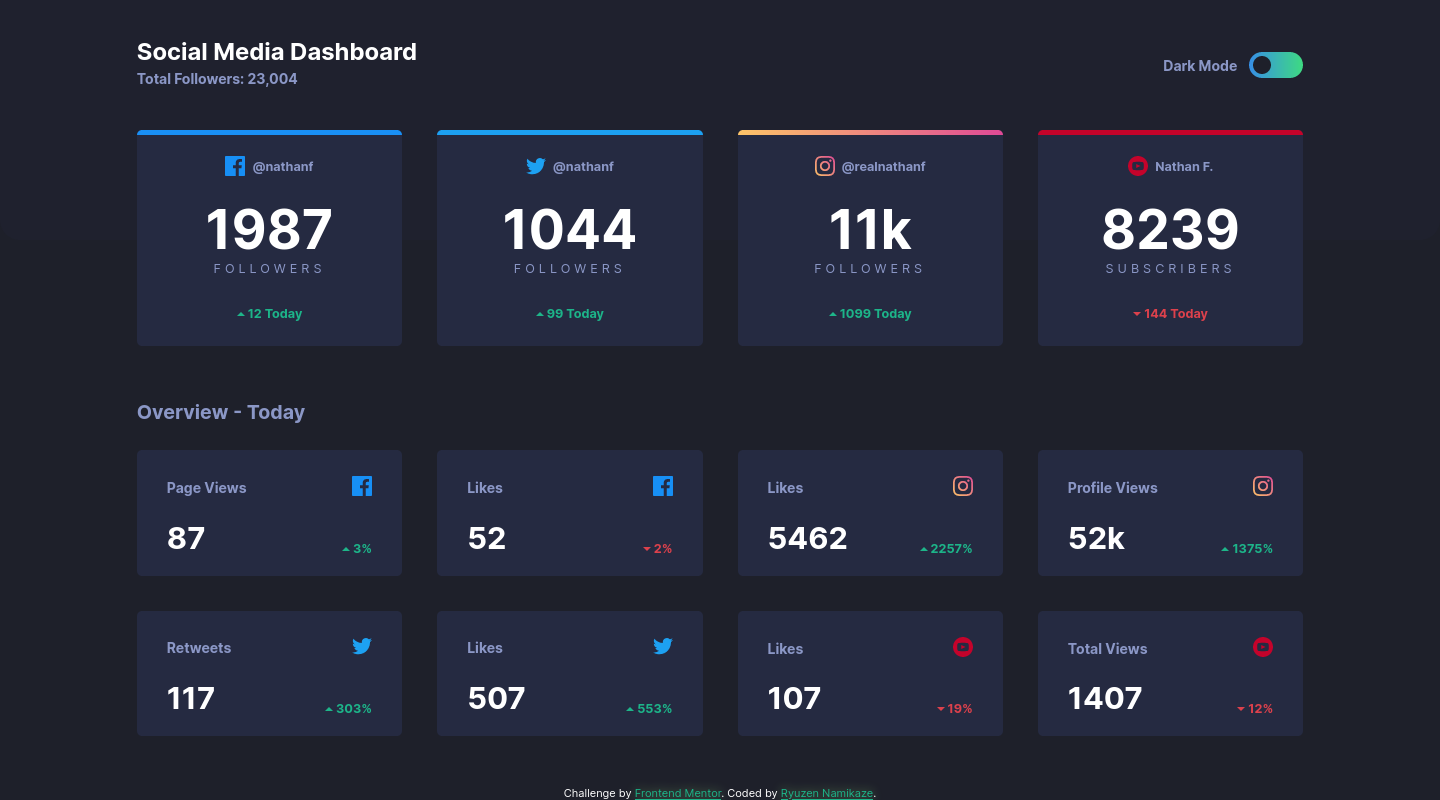 Social Media Dashboard
Total Followers: 23,004
Dark Mode
@nathanf
1987
FOLLOWERS
12 Today
@nathanf
1044
FOLLOWERS
99 Today
@realnathanf
11k
FOLLOWERS
1099 Today
Nathan F.
8239
SUBSCRIBERS
144 Today
Overview - Today
Page Views
87
3%
Likes
52
2%
Likes
5462
2257%
Profile Views
52k
1375%
Retweets
117
303%
Likes
507
553%
Likes
107
19%
Total Views
1407
12%
Challenge by Frontend Mentor. Coded by Ryuzen Namikaze.